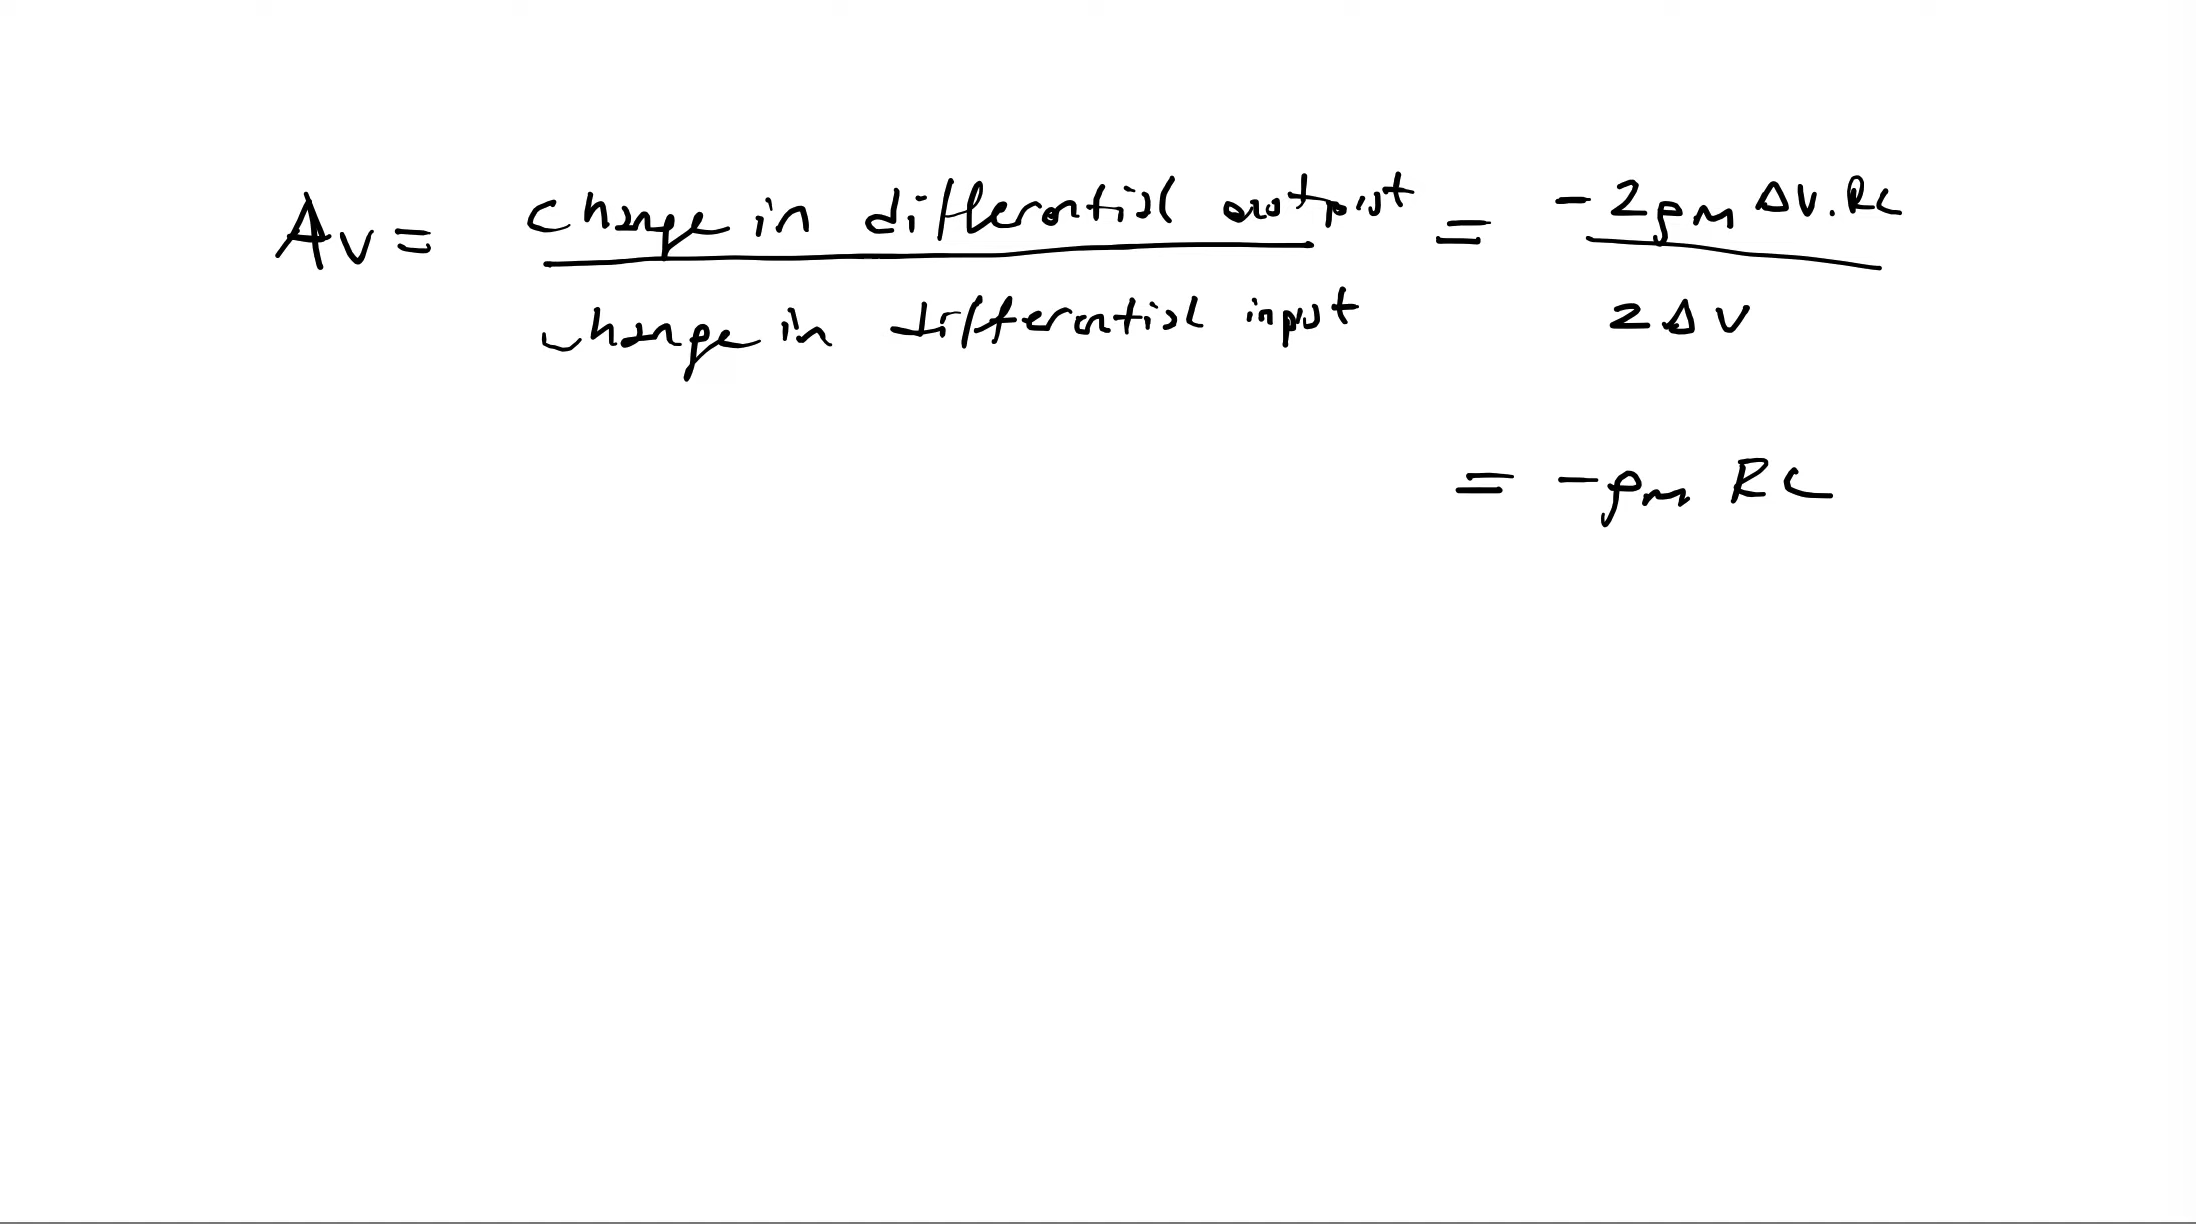 Av = change in differential output / change in differential input = -2gm ΔV.RC / 2ΔV
= -gm RC